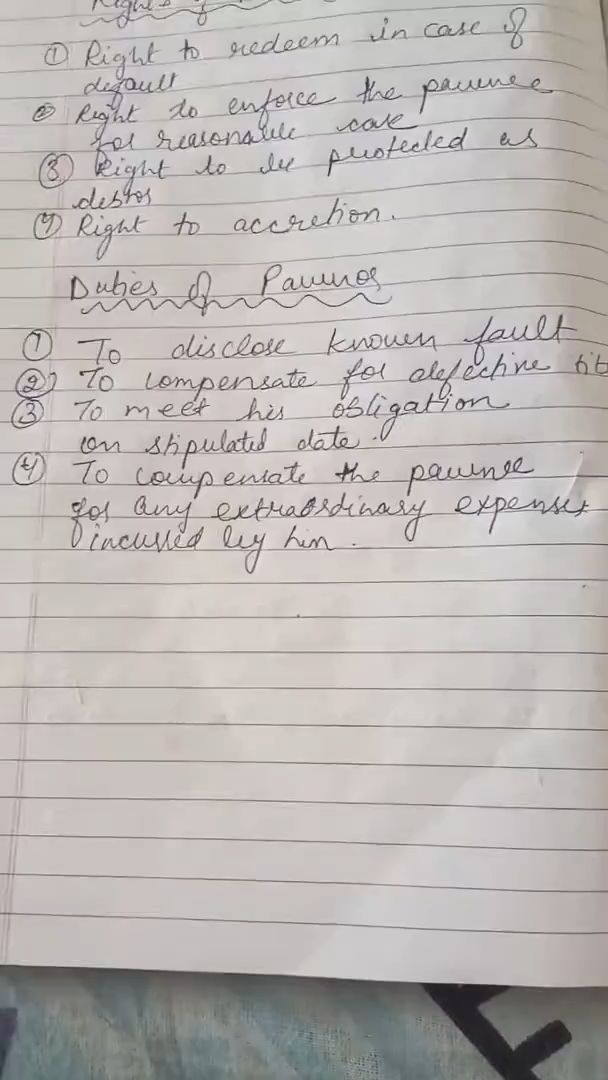 Rights of
① Right to redeem in case of
default
② Right to enforce the pawnee
for reasonable care
③ Right to be protected as
debtor
④ Right to accretion.
Duties of Pawnor
① To disclose known fault
② To compensate for defective
③ To meet his obligation
on stipulated date.
④ To compensate the pawnee
for any extraordinary expenses
incurred by him.